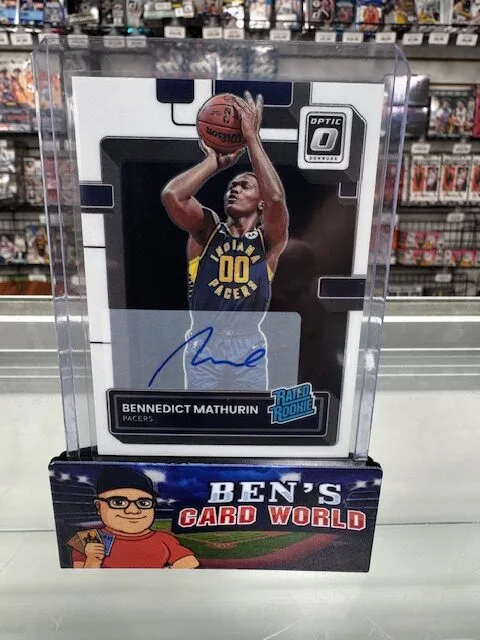 OPTIC
DONRUSS
Wilson
INDIANA
00
PACERS
BENNEDICT MATHURIN
PACERS
RATED
ROOKIE
BEN'S
CARD WORLD